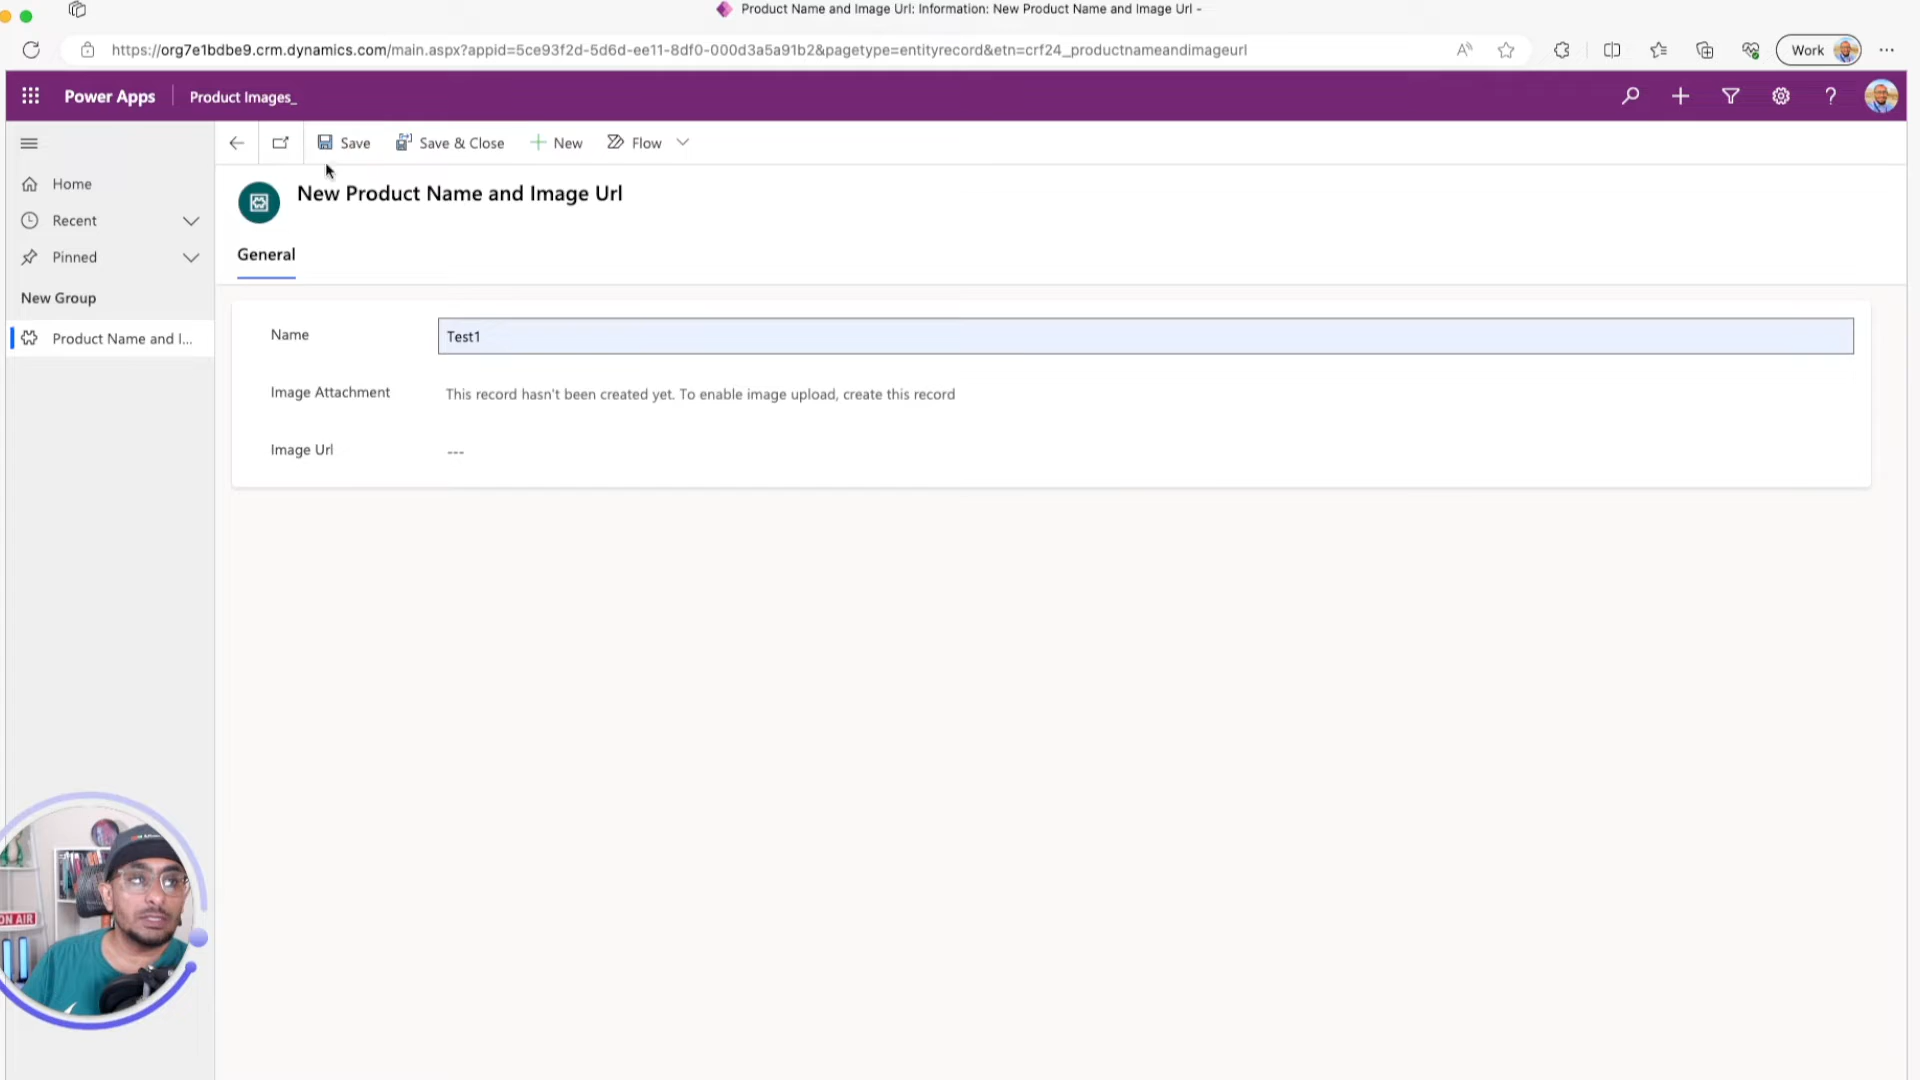 Product Name and Image Url: Information: New Product Name and Image Url -
https://org7e1bdbe9.crm.dynamics.com/main.aspx?appid=5ce93f2d-5d6d-ee11-8df0-000d3a5a91b2&pagetype=entityrecord&etn=crf24_productnameandimageurl
Work
Power Apps
Product Images_
Save
Save & Close
New
Flow
Home
Recent
Pinned
New Group
Product Name and I...
New Product Name and Image Url
General
Name
Test1
Image Attachment
This record hasn't been created yet. To enable image upload, create this record
Image Url
---
ON AIR